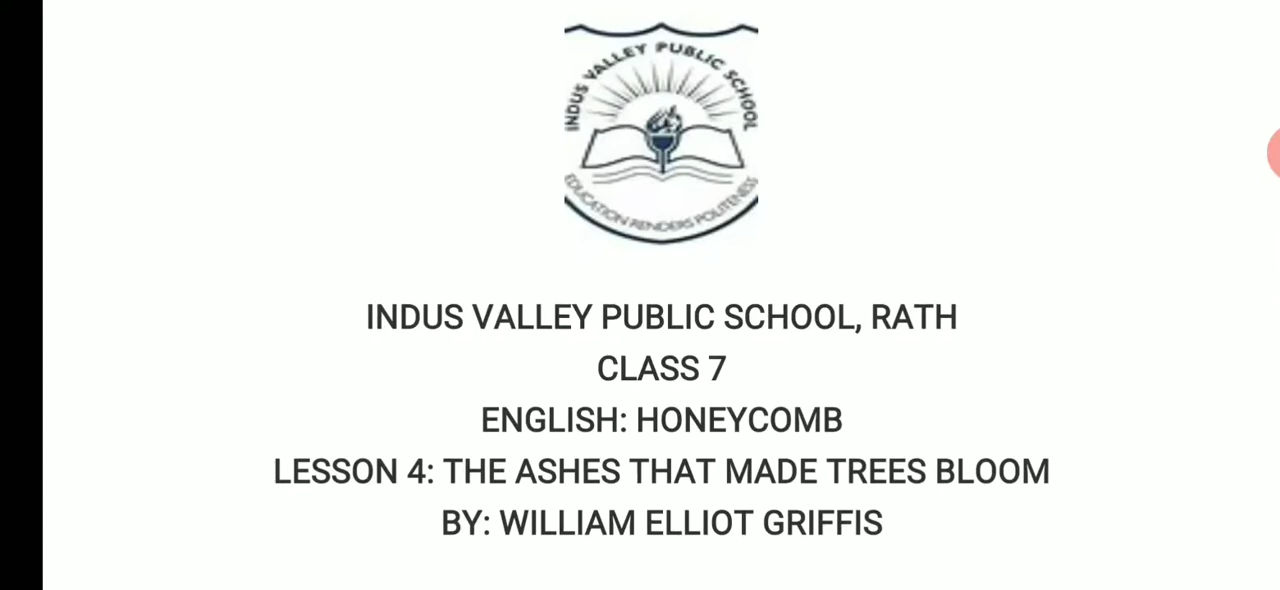 INDUS VALLEY PUBLIC SCHOOL
EDUCATION RENDERS POLITENESS
INDUS VALLEY PUBLIC SCHOOL, RATH
CLASS 7
ENGLISH: HONEYCOMB
LESSON 4: THE ASHES THAT MADE TREES BLOOM
BY: WILLIAM ELLIOT GRIFFIS